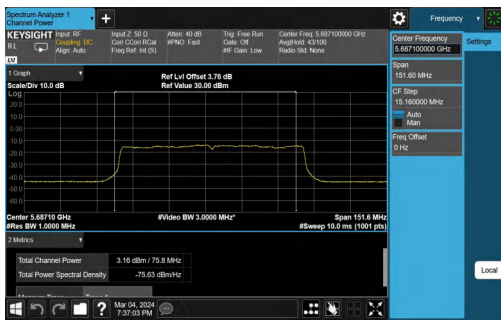 Spectrum Analyzer 1
Channel Power
Frequency
KEYSIGHT
Input: RF
Coupling: DC
Align: Auto
Input Z: 50 Ω
Corr CCorr RCal
Freq Ref: Int (S)
Atten: 40 dB
#PNO: Fast
Trig: Free Run
Gate: Off
#IF Gain: Low
Center Freq: 5.687100000 GHz
Avg|Hold: 43/100
Radio Std: None
RL
LV
Center Frequency
5.687100000 GHz
Settings
Span
151.60 MHz
CF Step
15.160000 MHz
Auto
Man
Freq Offset
0 Hz
Local
1 Graph
Scale/Div 10.0 dB
Ref Lvl Offset 3.76 dB
Ref Value 30.00 dBm
Log
20.0
10.0
0.00
-10.0
-20.0
-30.0
-40.0
-50.0
-60.0
Center 5.68710 GHz
#Video BW 3.0000 MHz*
Span 151.6 MHz
#Res BW 1.0000 MHz
#Sweep 10.0 ms (1001 pts)
2 Metrics
Total Channel Power 3.16 dBm / 75.8 MHz
Total Power Spectral Density -75.63 dBm/Hz
?
Mar 04, 2024
7:37:03 PM